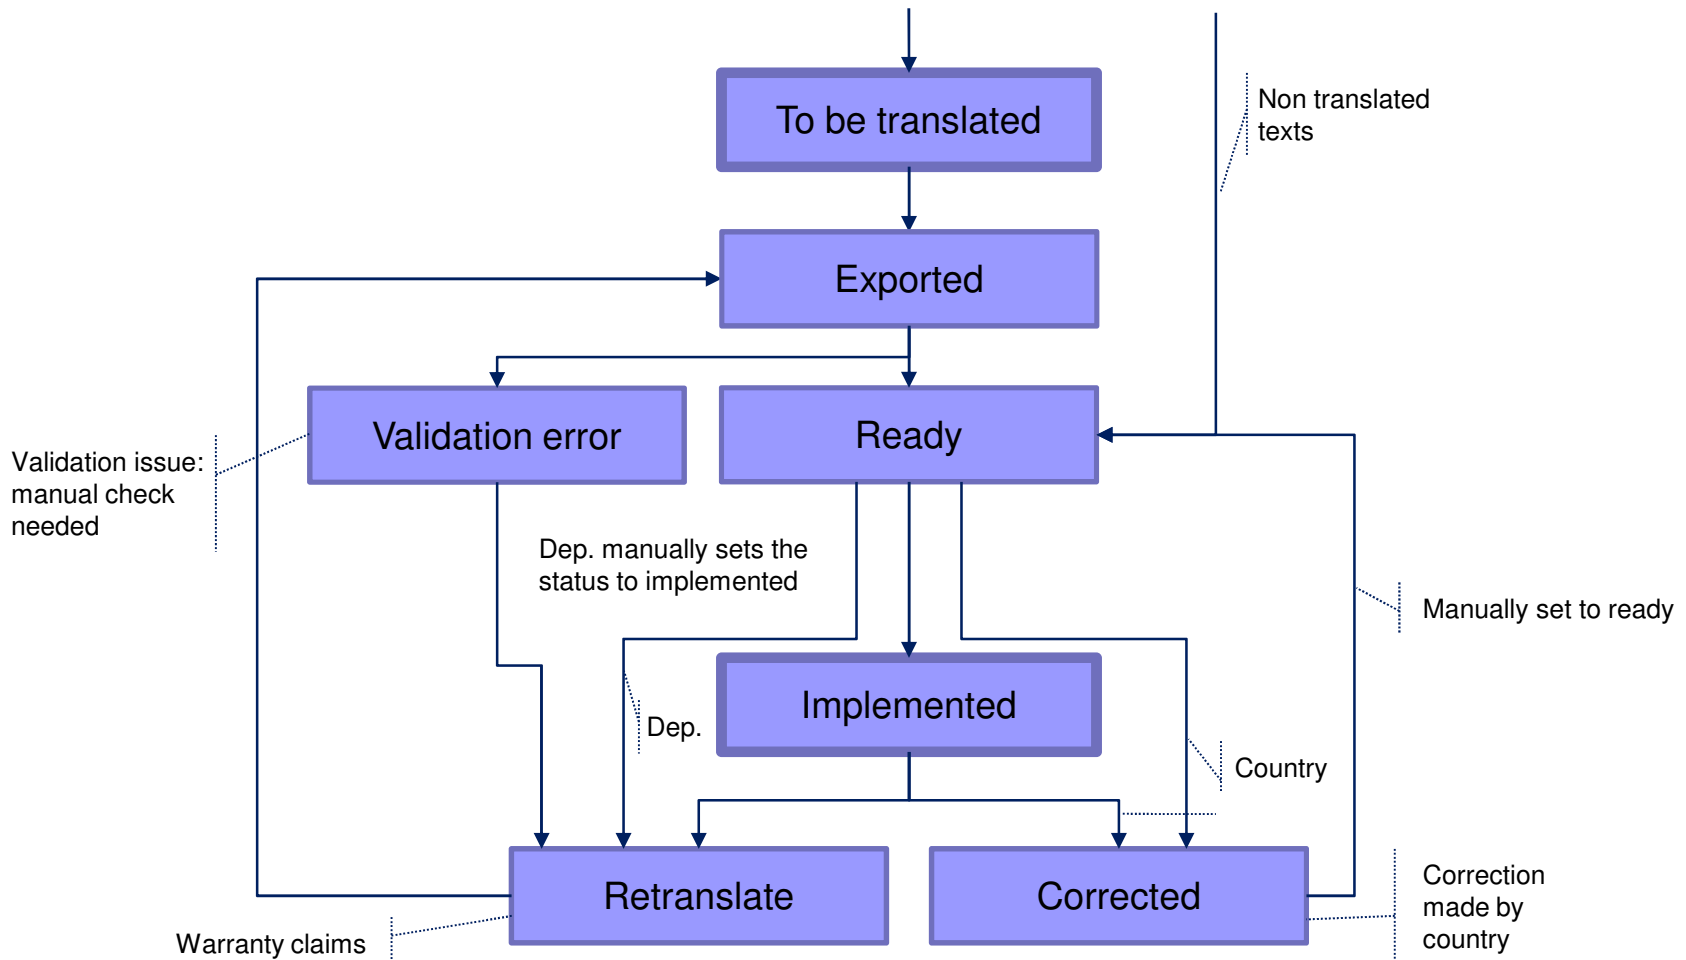 To be translated
Non translated
texts
Exported
Validation error
Ready
Validation issue:
manual check
needed
Dep. manually sets the
status to implemented
Manually set to ready
Implemented
Dep.
Country
Retranslate
Corrected
Correction
made by
country
Warranty claims